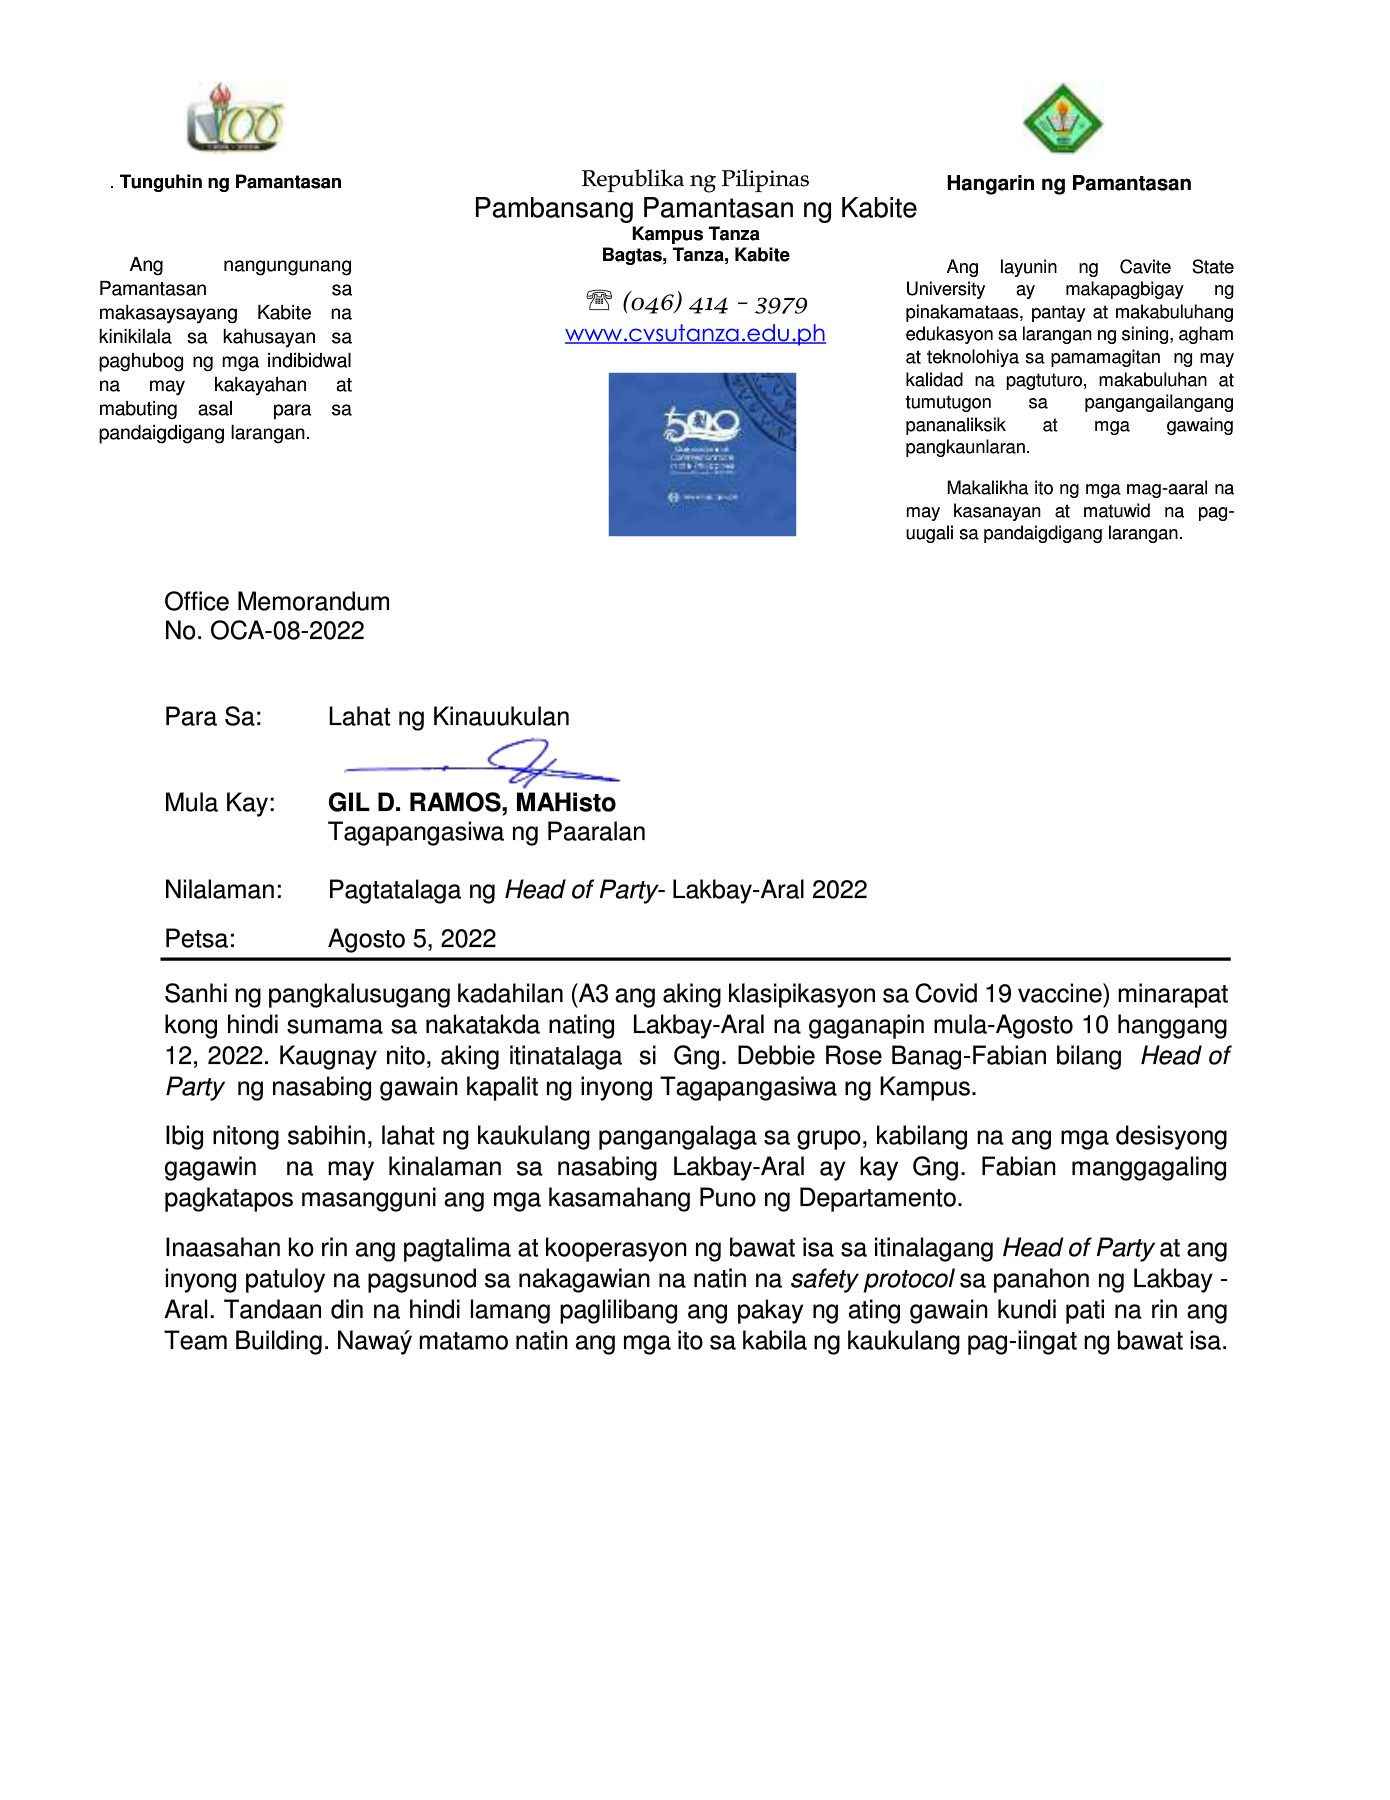 . Tunguhin ng Pamantasan
Ang nangungunang
Pamantasan sa
makasaysayang Kabite na
kinikilala sa kahusayan sa
paghubog ng mga indibidwal
na may kakayahan at
mabuting asal para sa
pandaigdigang larangan.
Republika ng Pilipinas
Pambansang Pamantasan ng Kabite
Kampus Tanza
Bagtas, Tanza, Kabite
☏ (046) 414 – 3979
www.cvsutanza.edu.ph
500
in the Philippines
Hangarin ng Pamantasan
Ang layunin ng Cavite State
University ay makapagbigay ng
pinakamataas, pantay at makabuluhang
edukasyon sa larangan ng sining, agham
at teknolohiya sa pamamagitan ng may
kalidad na pagtuturo, makabuluhan at
tumutugon sa pangangailangang
pananaliksik at mga gawaing
pangkaunlaran.
Makalikha ito ng mga mag-aaral na
may kasanayan at matuwid na pag-
uugali sa pandaigdigang larangan.
Office Memorandum
No. OCA-08-2022
Para Sa: Lahat ng Kinauukulan
Mula Kay: GIL D. RAMOS, MAHisto
Tagapangasiwa ng Paaralan
Nilalaman: Pagtatalaga ng Head of Party- Lakbay-Aral 2022
Petsa: Agosto 5, 2022
Sanhi ng pangkalusugang kadahilan (A3 ang aking klasipikasyon sa Covid 19 vaccine) minarapat
kong hindi sumama sa nakatakda nating Lakbay-Aral na gaganapin mula-Agosto 10 hanggang
12, 2022. Kaugnay nito, aking itinatalaga si Gng. Debbie Rose Banag-Fabian bilang Head of
Party ng nasabing gawain kapalit ng inyong Tagapangasiwa ng Kampus.
Ibig nitong sabihin, lahat ng kaukulang pangangalaga sa grupo, kabilang na ang mga desisyong
gagawin na may kinalaman sa nasabing Lakbay-Aral ay kay Gng. Fabian manggagaling
pagkatapos masangguni ang mga kasamahang Puno ng Departamento.
Inaasahan ko rin ang pagtalima at kooperasyon ng bawat isa sa itinalagang Head of Party at ang
inyong patuloy na pagsunod sa nakagawian na natin na safety protocol sa panahon ng Lakbay -
Aral. Tandaan din na hindi lamang paglilibang ang pakay ng ating gawain kundi pati na rin ang
Team Building. Nawaý matamo natin ang mga ito sa kabila ng kaukulang pag-iingat ng bawat isa.